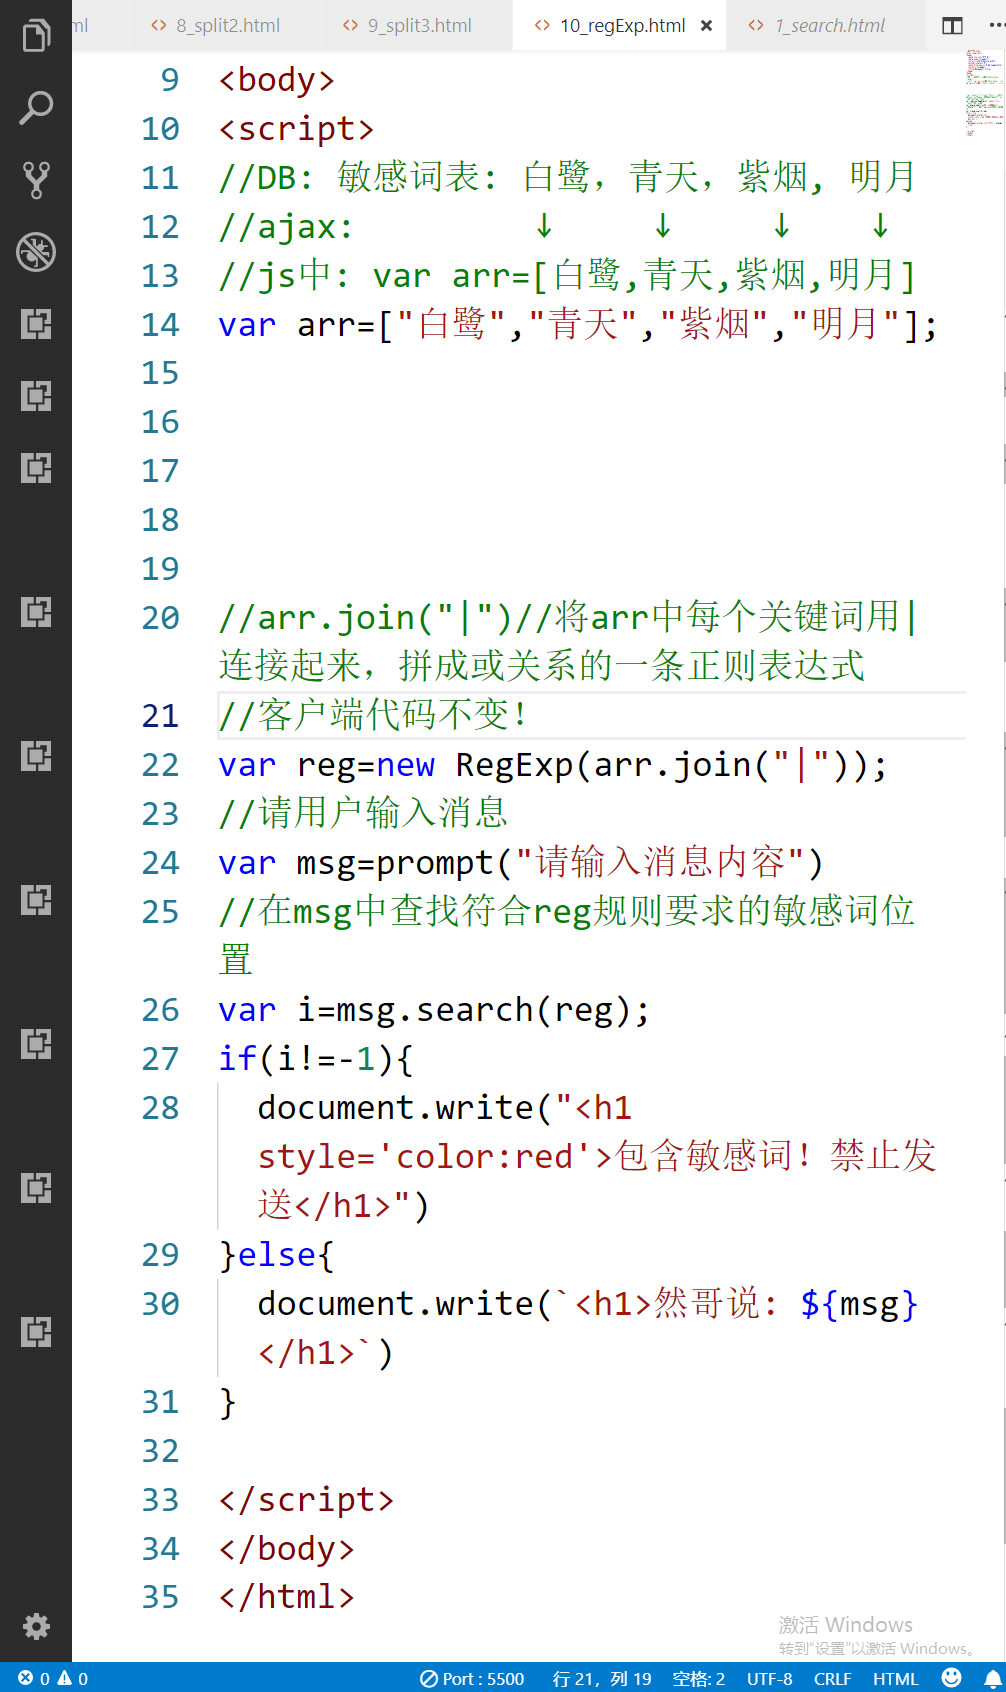 ml
8_split2.html
9_split3.html
10_regExp.html
1_search.html
9 <body>
10 <script>
11 //DB: 敏感词表: 白鹭, 青天, 紫烟, 明月
12 //ajax: ↓ ↓ ↓ ↓
13 //js中: var arr=[白鹭,青天,紫烟,明月]
14 var arr=["白鹭","青天","紫烟","明月"];
15
16
17
18
19
20 //arr.join("|")//将arr中每个关键词用|
连接起来, 拼成或关系的一条正则表达式
21 //客户端代码不变!
22 var reg=new RegExp(arr.join("|"));
23 //请用户输入消息
24 var msg=prompt("请输入消息内容")
25 //在msg中查找符合reg规则要求的敏感词位
置
26 var i=msg.search(reg);
27 if(i!=-1){
28 document.write("<h1
style='color:red'>包含敏感词! 禁止发
送</h1>")
29 }else{
30 document.write(`<h1>然哥说: ${msg}
</h1>`)
31 }
32
33 </script>
34 </body>
35 </html>
激活 Windows
转到"设置"以激活 Windows。
0 0 Port : 5500 行 21, 列 19 空格: 2 UTF-8 CRLF HTML